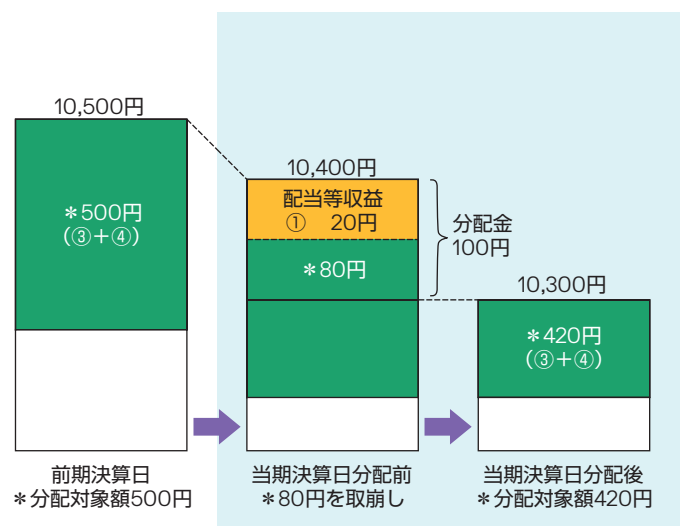 10,500円
＊500円
(③＋④)
前期決算日
＊分配対象額500円
10,400円
配当等収益
① 20円
＊80円
分配金
100円
当期決算日分配前
＊80円を取崩し
10,300円
＊420円
(③＋④)
当期決算日分配後
＊分配対象額420円